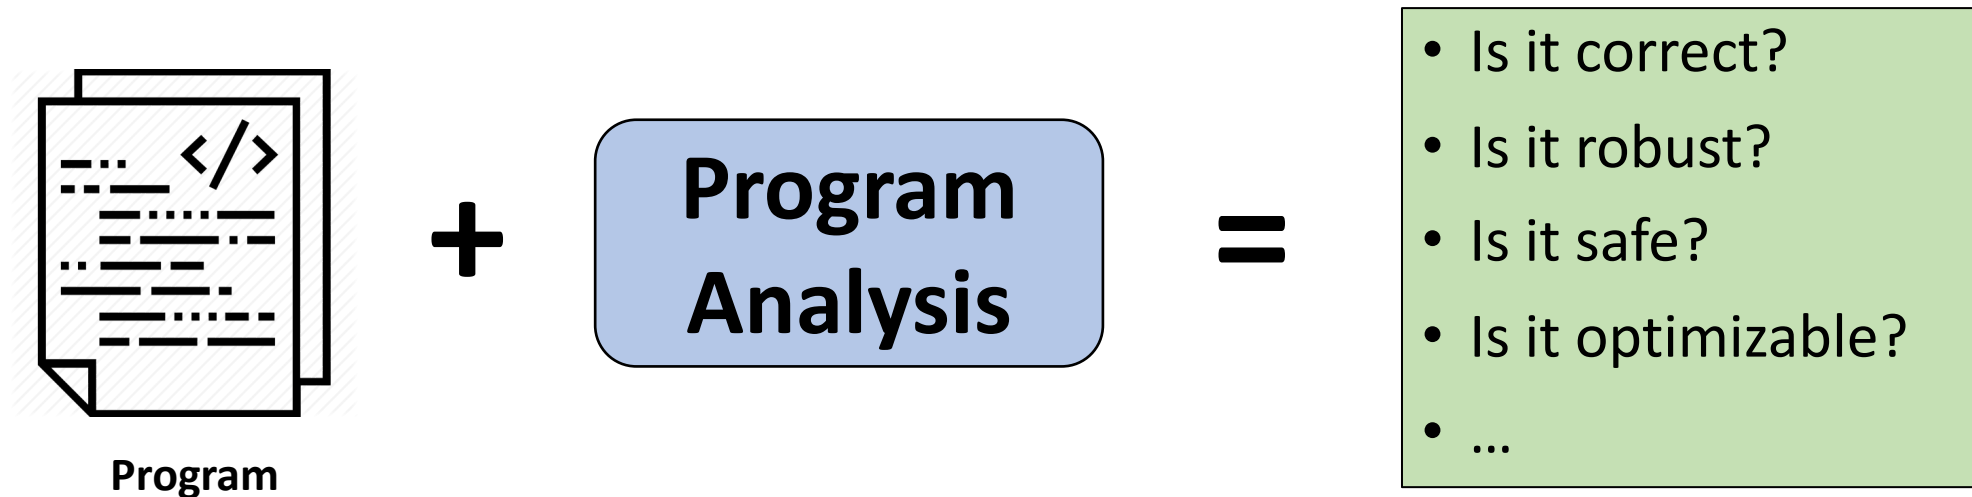 </>
Program
+
Program
Analysis
=
• Is it correct?
• Is it robust?
• Is it safe?
• Is it optimizable?
• ...